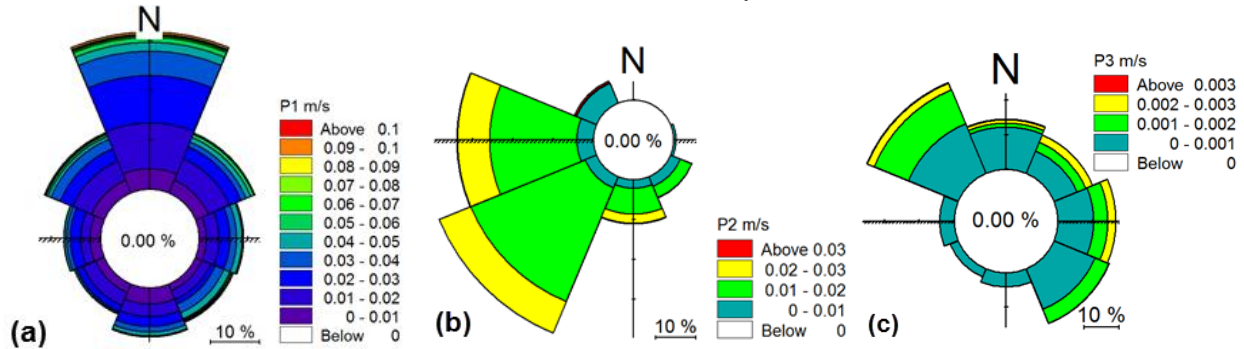 N
0.00 %
10 %
(a)
P1 m/s
Above 0.1
0.09 - 0.1
0.08 - 0.09
0.07 - 0.08
0.06 - 0.07
0.05 - 0.06
0.04 - 0.05
0.03 - 0.04
0.02 - 0.03
0.01 - 0.02
0 - 0.01
Below 0
N
0.00 %
10 %
(b)
P2 m/s
Above 0.03
0.02 - 0.03
0.01 - 0.02
0 - 0.01
Below 0
N
0.00 %
10 %
(c)
P3 m/s
Above 0.003
0.002 - 0.003
0.001 - 0.002
0 - 0.001
Below 0